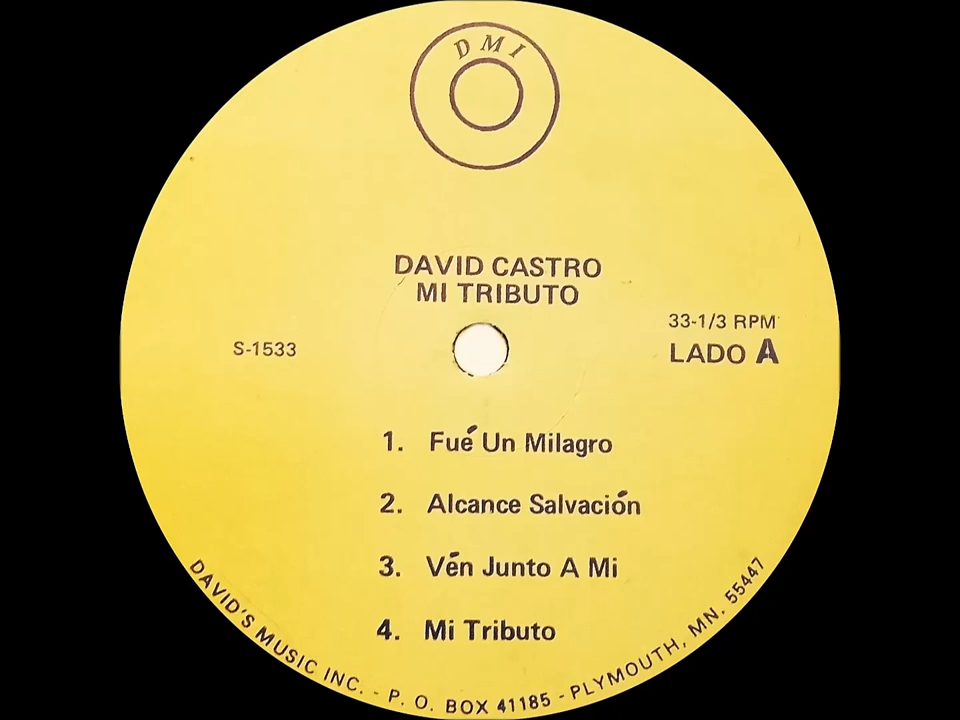 DMI
DAVID CASTRO
MI TRIBUTO
S-1533
33-1/3 RPM
LADO A
1. Fué Un Milagro
2. Alcance Salvación
3. Vén Junto A Mi
4. Mi Tributo
DAVID'S MUSIC INC. - P. O. BOX 41185 - PLYMOUTH, MN. 55447